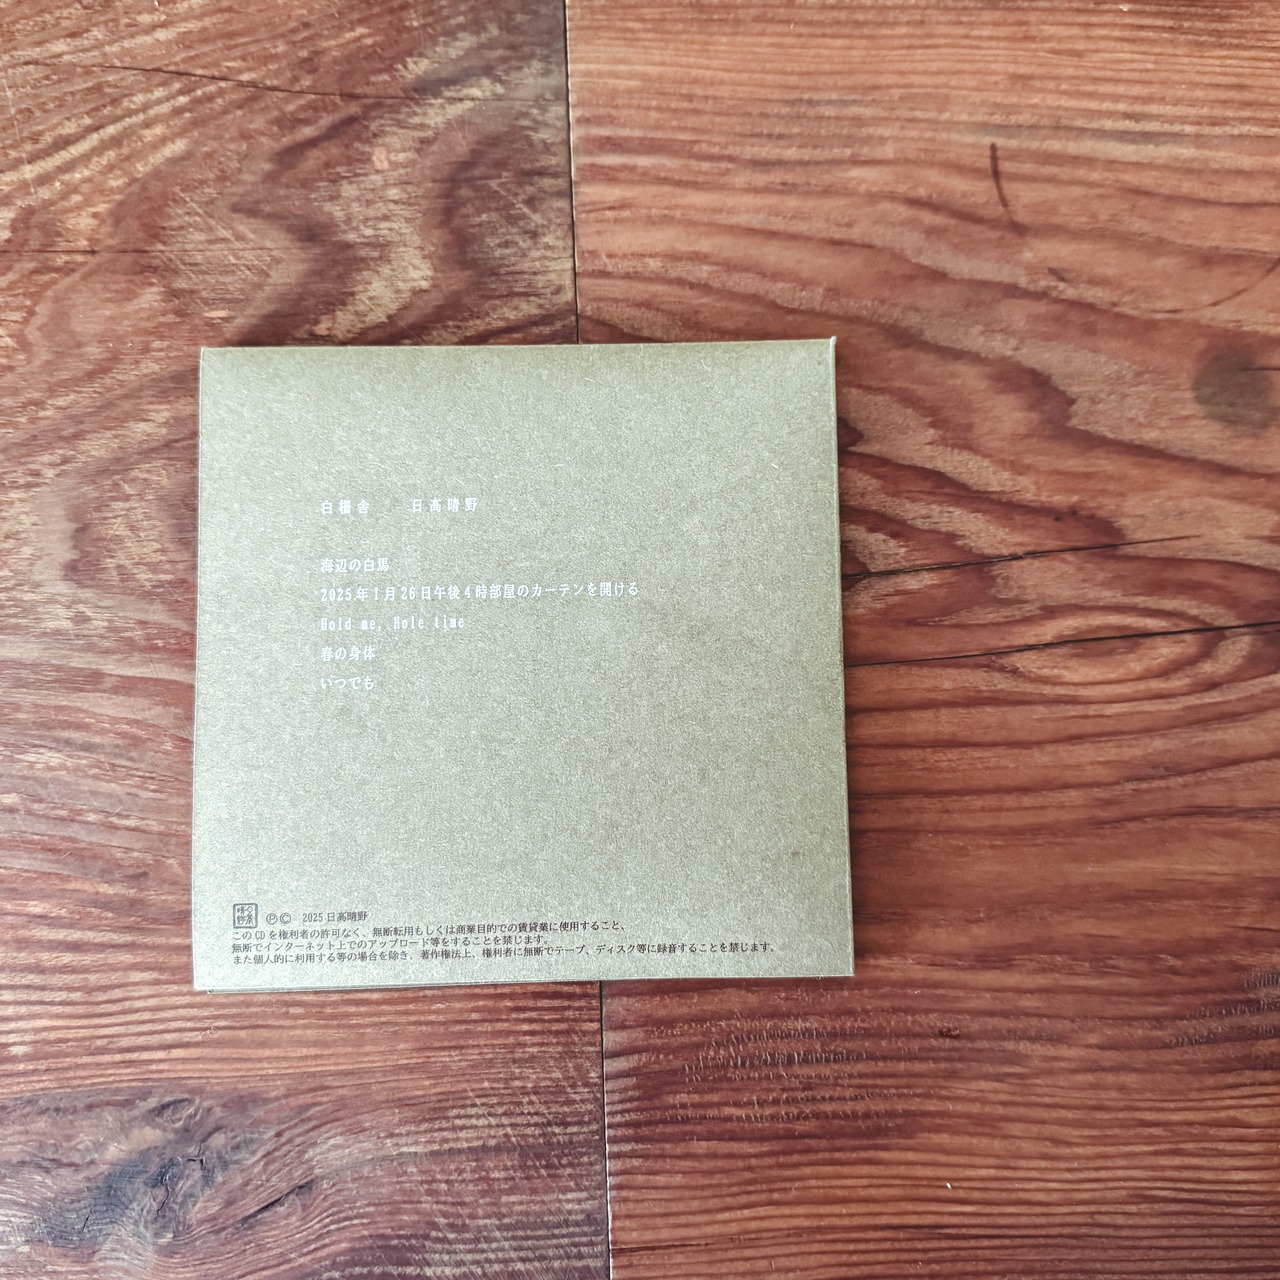 白種舎 日髙晴野
海辺の白馬
2025年1月26日午後4時部屋のカーテンを開ける
Hold me, Hole time
春の身体
いつでも
ⓅⒸ 2025 日髙晴野
このCDを権利者の許可なく、無断転用もしくは商業目的での賃貸業に使用すること、
無断でインターネット上でのアップロード等をすることを禁じます。
また個人的に利用する等の場合を除き、著作権法上、権利者に無断でテープ、ディスク等に録音することを禁じます。